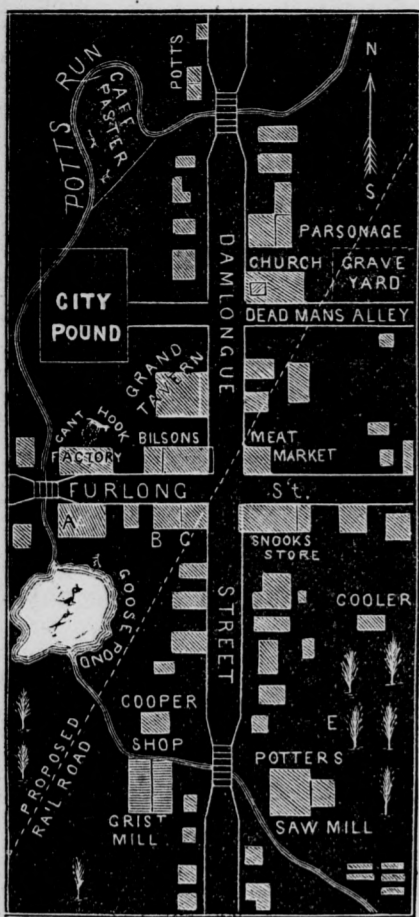 POTTS
POTTS RUN
CAFE PASTER
N
S
DAMLONGUE
STREET
PARSONAGE
CHURCH
GRAVE
YARD
CITY
POUND
DEAD MANS ALLEY
GRAND
TAVERN
CANT HOOK
FACTORY
BILSONS
MEAT
MARKET
FURLONG St.
A
B C
SNOOKS
STORE
GOOSE POND
COOLER
E
COOPER
SHOP
PROPOSED
RAIL ROAD
POTTERS
SAW MILL
GRIST
MILL